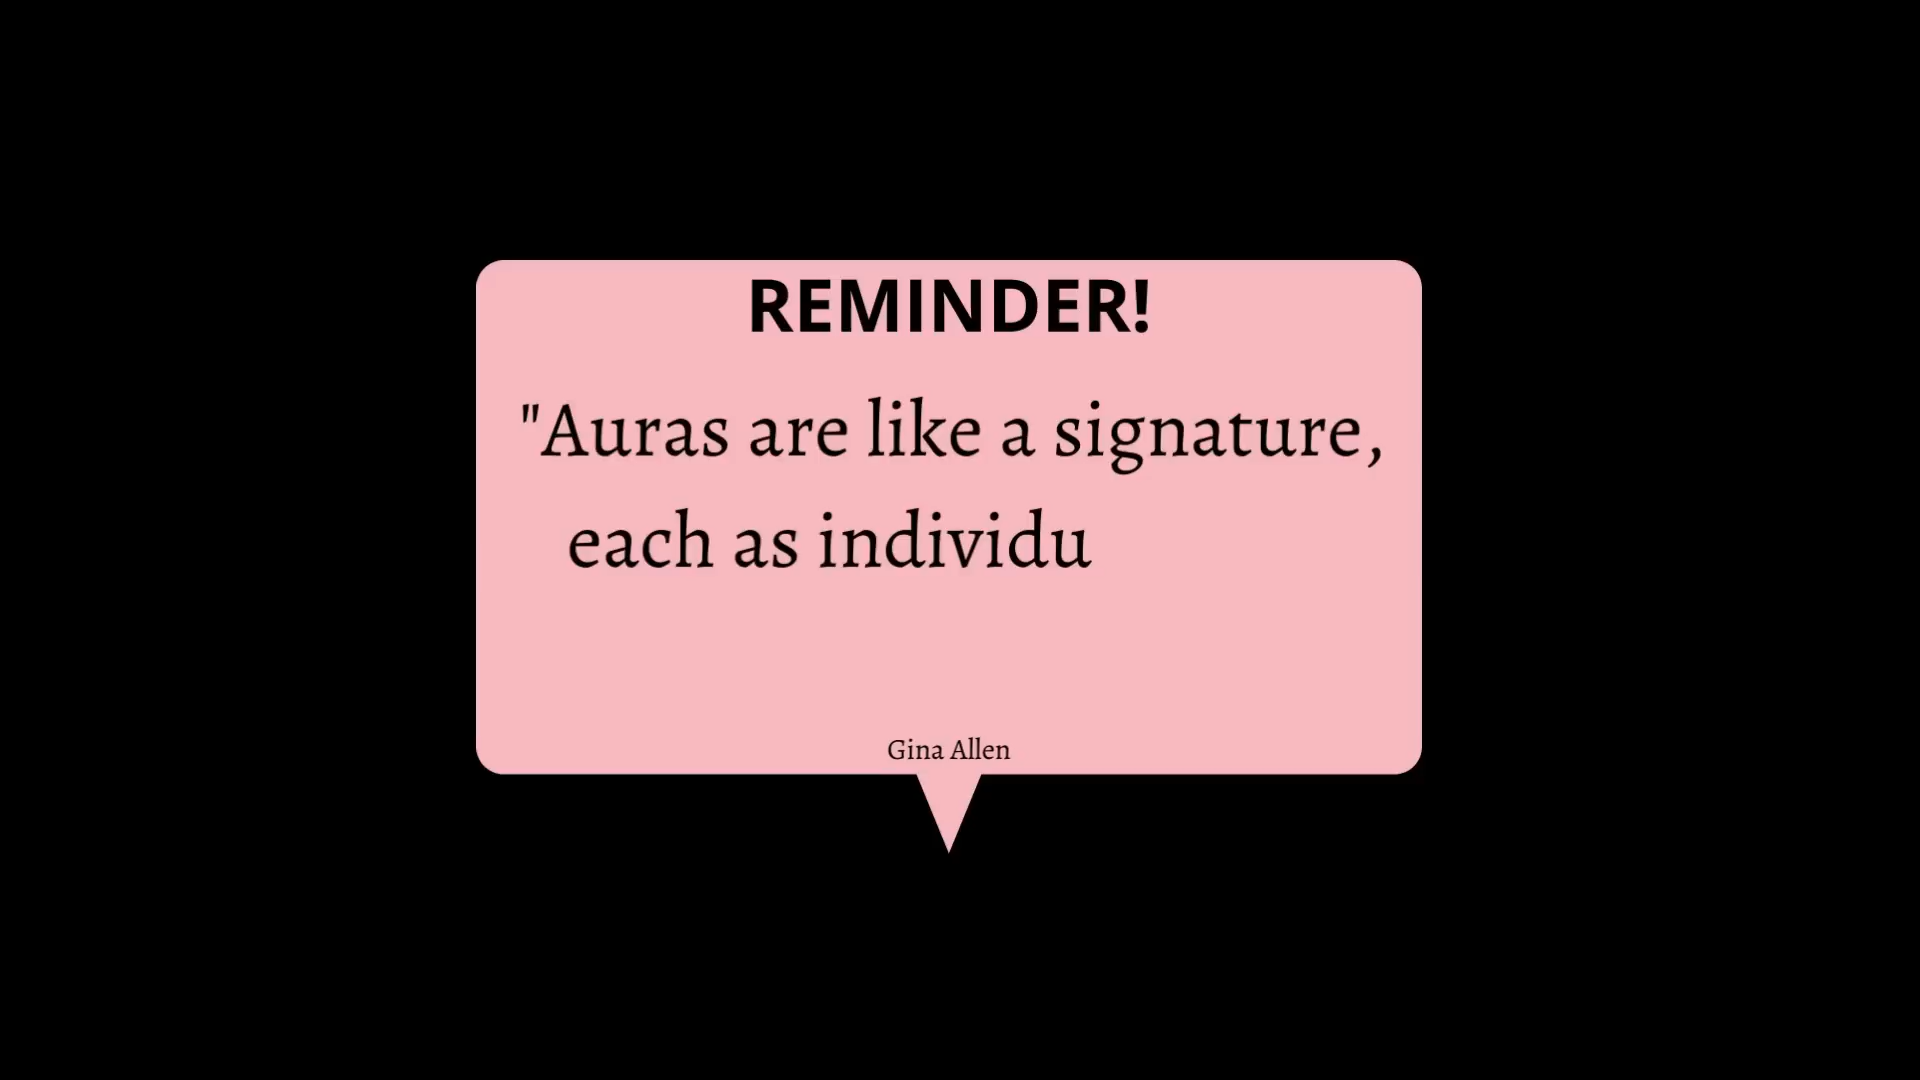 REMINDER!
"Auras are like a signature,
each as individu
Gina Allen